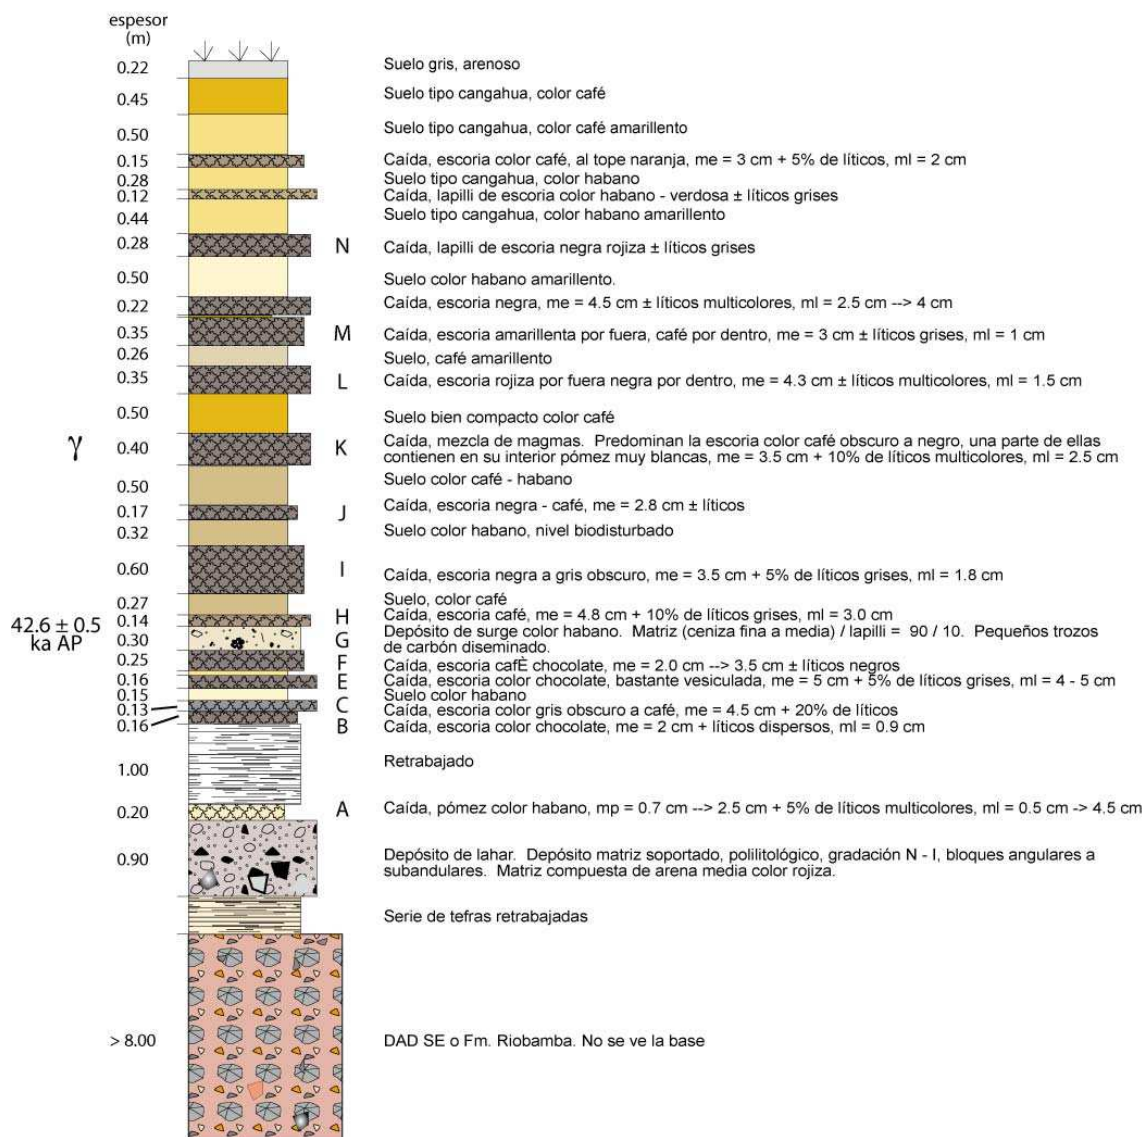 espesor
(m)
0.22 Suelo gris, arenoso
0.45 Suelo tipo cangahua, color café
0.50 Suelo tipo cangahua, color café amarillento
0.15 Caída, escoria color café, al tope naranja, me = 3 cm + 5% de líticos, ml = 2 cm
0.28 Suelo tipo cangahua, color habano
0.12 Caída, lapilli de escoria color habano - verdosa ± líticos grises
0.44 Suelo tipo cangahua, color habano amarillento
0.28 N Caída, lapilli de escoria negra rojiza ± líticos grises
0.50 Suelo color habano amarillento.
0.22 Caída, escoria negra, me = 4.5 cm ± líticos multicolores, ml = 2.5 cm --> 4 cm
0.35 M Caída, escoria amarillenta por fuera, café por dentro, me = 3 cm ± líticos grises, ml = 1 cm
0.26 Suelo, café amarillento
0.35 L Caída, escoria rojiza por fuera negra por dentro, me = 4.3 cm ± líticos multicolores, ml = 1.5 cm
0.50 Suelo bien compacto color café
γ 0.40 K Caída, mezcla de magmas. Predominan la escoria color café obscuro a negro, una parte de ellas
contienen en su interior pómez muy blancas, me = 3.5 cm + 10% de líticos multicolores, ml = 2.5 cm
0.50 Suelo color café - habano
0.17 J Caída, escoria negra - café, me = 2.8 cm ± líticos
0.32 Suelo color habano, nivel biodisturbado
0.60 I Caída, escoria negra a gris obscuro, me = 3.5 cm + 5% de líticos grises, ml = 1.8 cm
0.27 Suelo, color café
0.14 H Caída, escoria café, me = 4.8 cm + 10% de líticos grises, ml = 3.0 cm
42.6 ± 0.5
ka AP
0.30 G Depósito de surge color habano. Matriz (ceniza fina a media) / lapilli = 90 / 10. Pequeños trozos
de carbón diseminado.
0.25 F Caída, escoria cafÈ chocolate, me = 2.0 cm --> 3.5 cm ± líticos negros
0.16 E Caída, escoria color chocolate, bastante vesiculada, me = 5 cm + 5% de líticos grises, ml = 4 - 5 cm
0.15 Suelo color habano
0.13 C Caída, escoria color gris obscuro a café, me = 4.5 cm + 20% de líticos
0.16 B Caída, escoria color chocolate, me = 2 cm + líticos dispersos, ml = 0.9 cm
1.00 Retrabajado
0.20 A Caída, pómez color habano, mp = 0.7 cm --> 2.5 cm + 5% de líticos multicolores, ml = 0.5 cm -> 4.5 cm
0.90 Depósito de lahar. Depósito matriz soportado, polilitológico, gradación N - I, bloques angulares a
subandulares. Matriz compuesta de arena media color rojiza.
Serie de tefras retrabajadas
> 8.00 DAD SE o Fm. Riobamba. No se ve la base